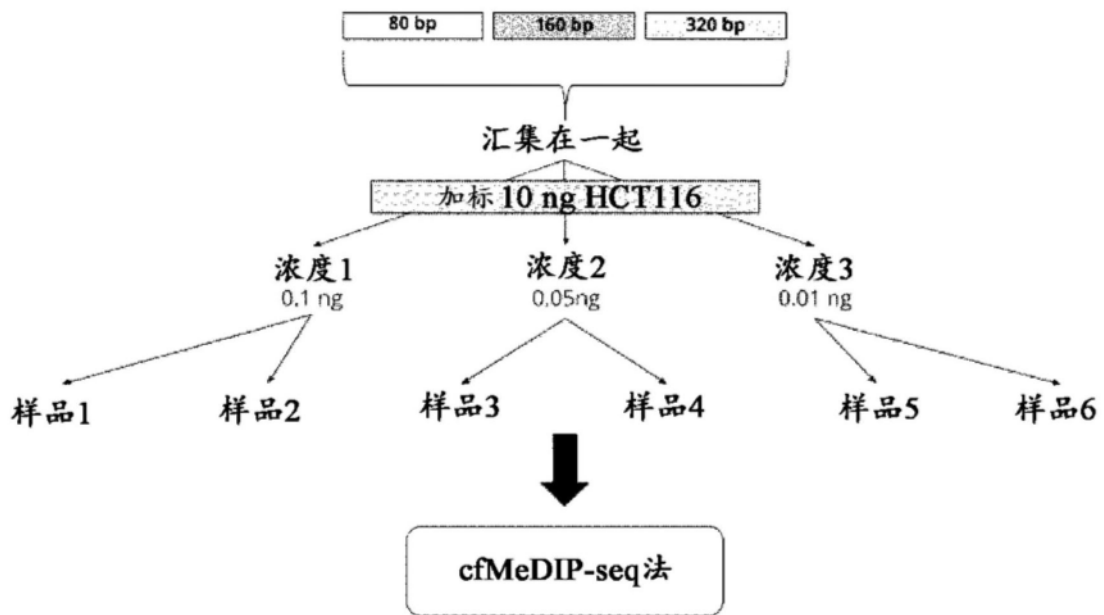 80 bp 160 bp 320 bp
汇集在一起
加标 10 ng HCT116
浓度1 浓度2 浓度3
0.1 ng 0,05ng 0.01 ng
样品1 样品2 样品3 样品4 样品5 样品6
cfMeDIP-seq法